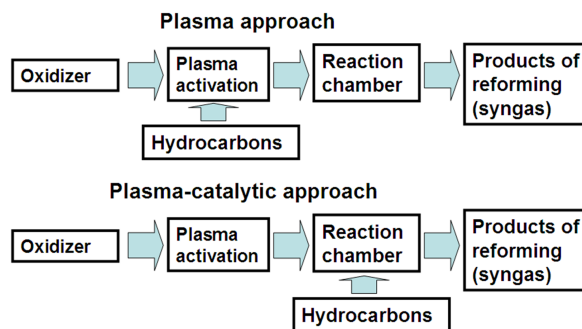 Plasma approach
Oxidizer
Plasma
activation
Reaction
chamber
Products of
reforming
(syngas)
Hydrocarbons
Plasma-catalytic approach
Oxidizer
Plasma
activation
Reaction
chamber
Products of
reforming
(syngas)
Hydrocarbons